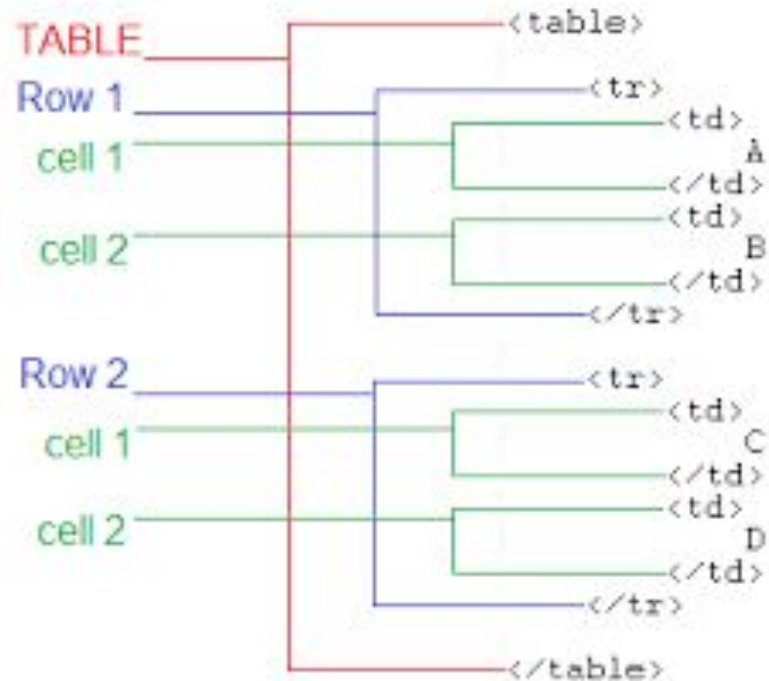 TABLE <table>
Row 1 <tr>
cell 1 <td>
A
</td>
cell 2 <td>
B
</td>
</tr>
Row 2 <tr>
cell 1 <td>
C
</td>
cell 2 <td>
D
</td>
</tr>
</table>